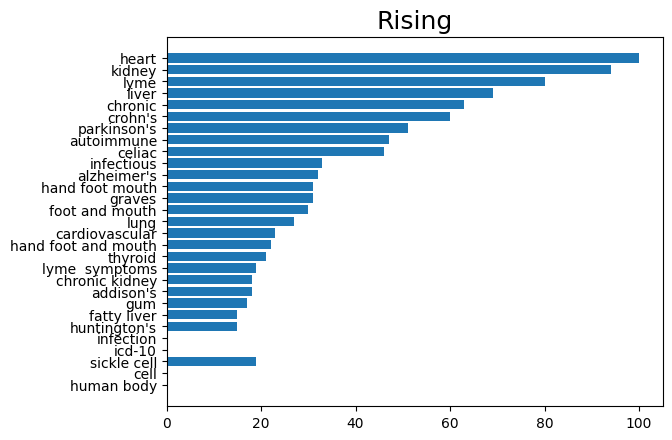 Rising
heart
kidney
lyme
liver
chronic
crohn's
parkinson's
autoimmune
celiac
infectious
alzheimer's
hand foot mouth
graves
foot and mouth
lung
cardiovascular
hand foot and mouth
thyroid
lyme  symptoms
chronic kidney
addison's
gum
fatty liver
huntington's
infection
icd-10
sickle cell
cell
human body
0 20 40 60 80 100